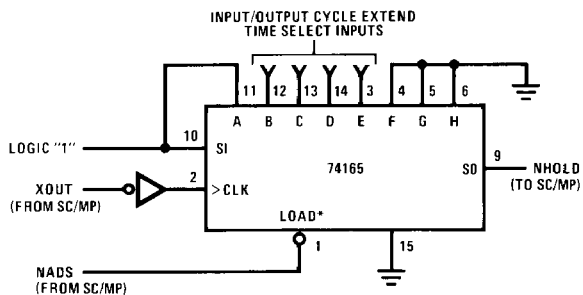 INPUT/OUTPUT CYCLE EXTEND
TIME SELECT INPUTS
11 12 13 14 3 4 5 6
A B C D E F G H
LOGIC "1" 10 SI
74165
SO 9 NHOLD
(TO SC/MP)
XOUT 2 >CLK
(FROM SC/MP)
LOAD*
1 15
NADS
(FROM SC/MP)